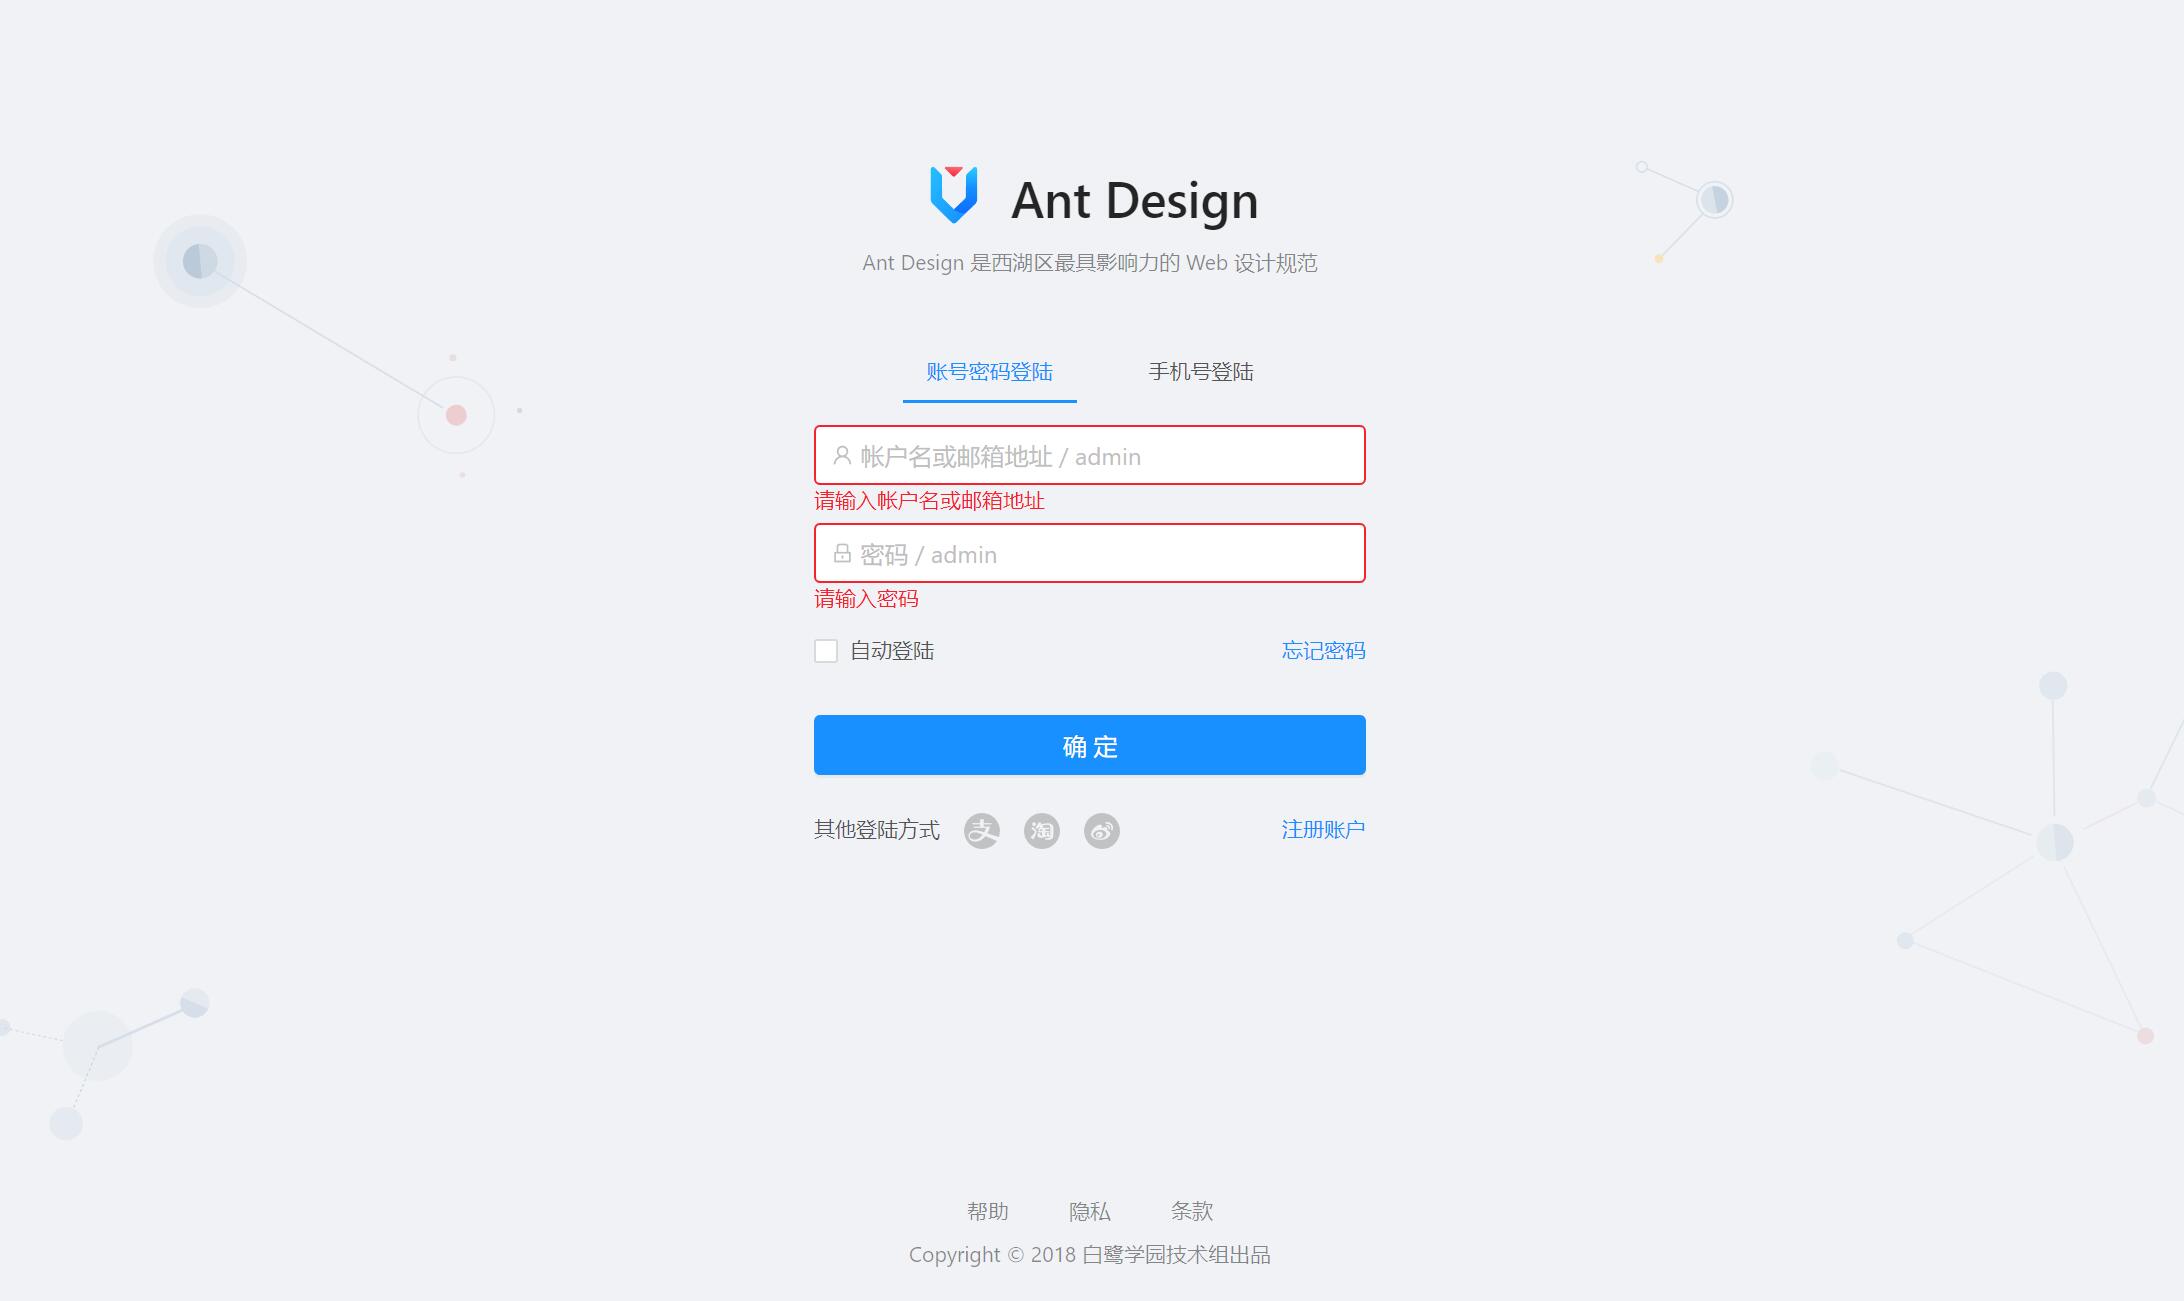 Ant Design
Ant Design 是西湖区最具影响力的 Web 设计规范
账号密码登陆 手机号登陆
帐户名或邮箱地址 / admin
请输入帐户名或邮箱地址
密码 / admin
请输入密码
自动登陆 忘记密码
确 定
其他登陆方式 支 淘 注册账户
帮助 隐私 条款
Copyright © 2018 白鹭学园技术组出品